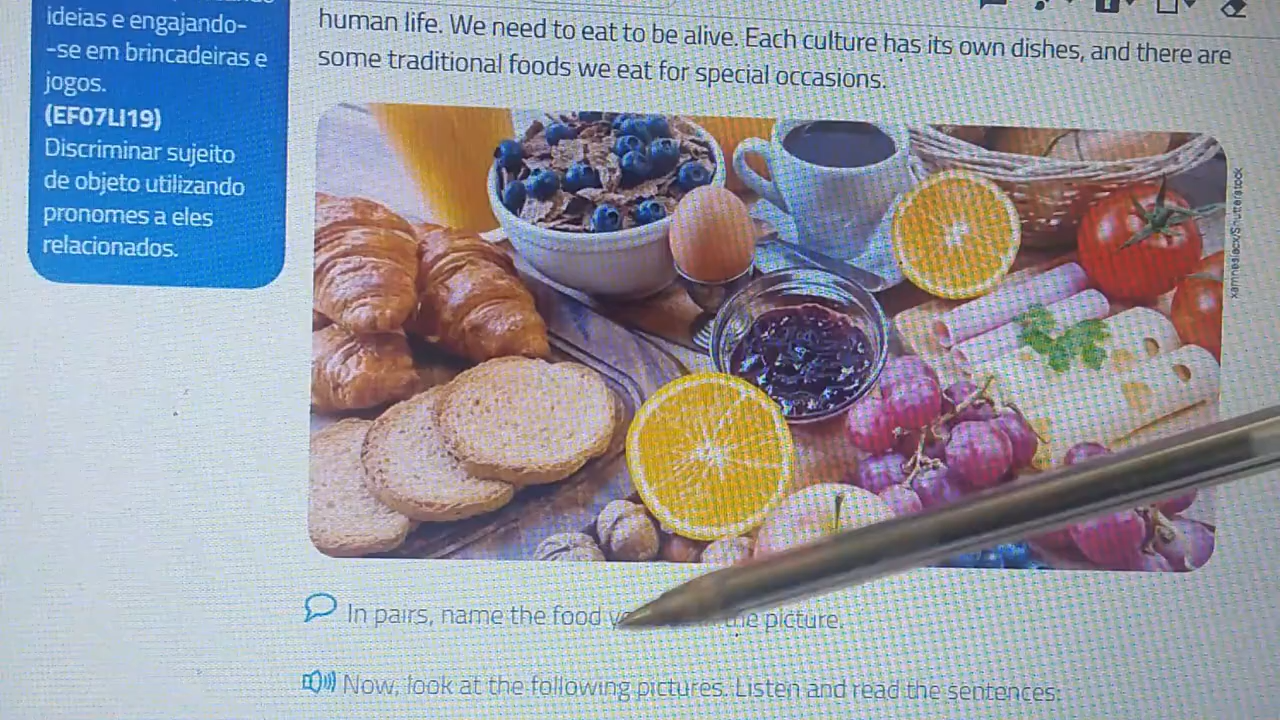 ideias e engajando-
-se em brincadeiras e
jogos.
(EF07LI19)
Discriminar sujeito
de objeto utilizando
pronomes a eles
relacionados.
human life. We need to eat to be alive. Each culture has its own dishes, and there are
some traditional foods we eat for special occasions.
In pairs, name the food picture.
Now, look at the following pictures. Listen and read the sentences: